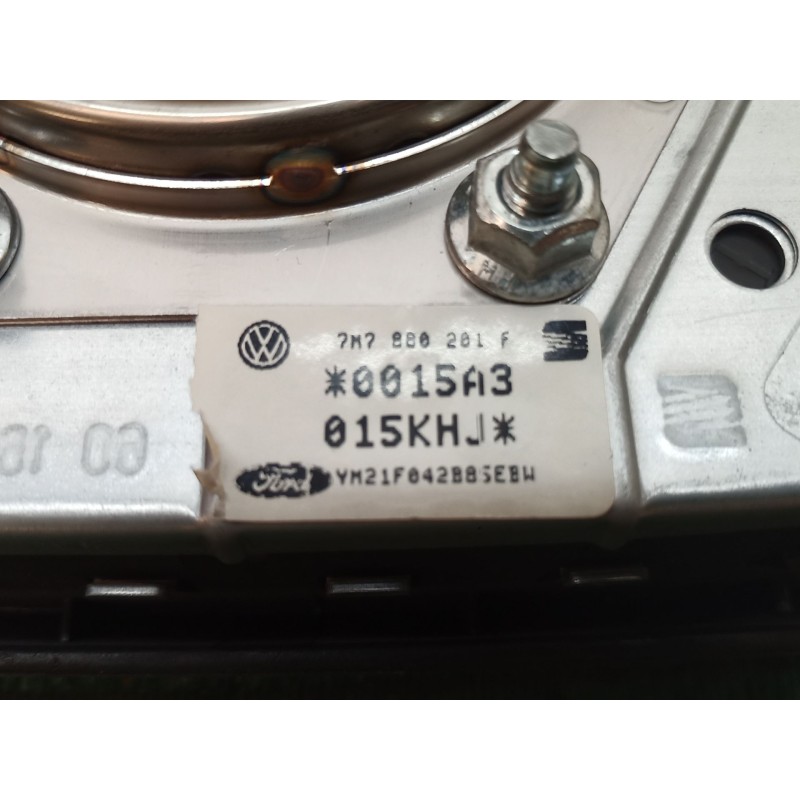 7M7 880 201 F
*0015A3
015KHJ*
Ford YM21F042B85EBW